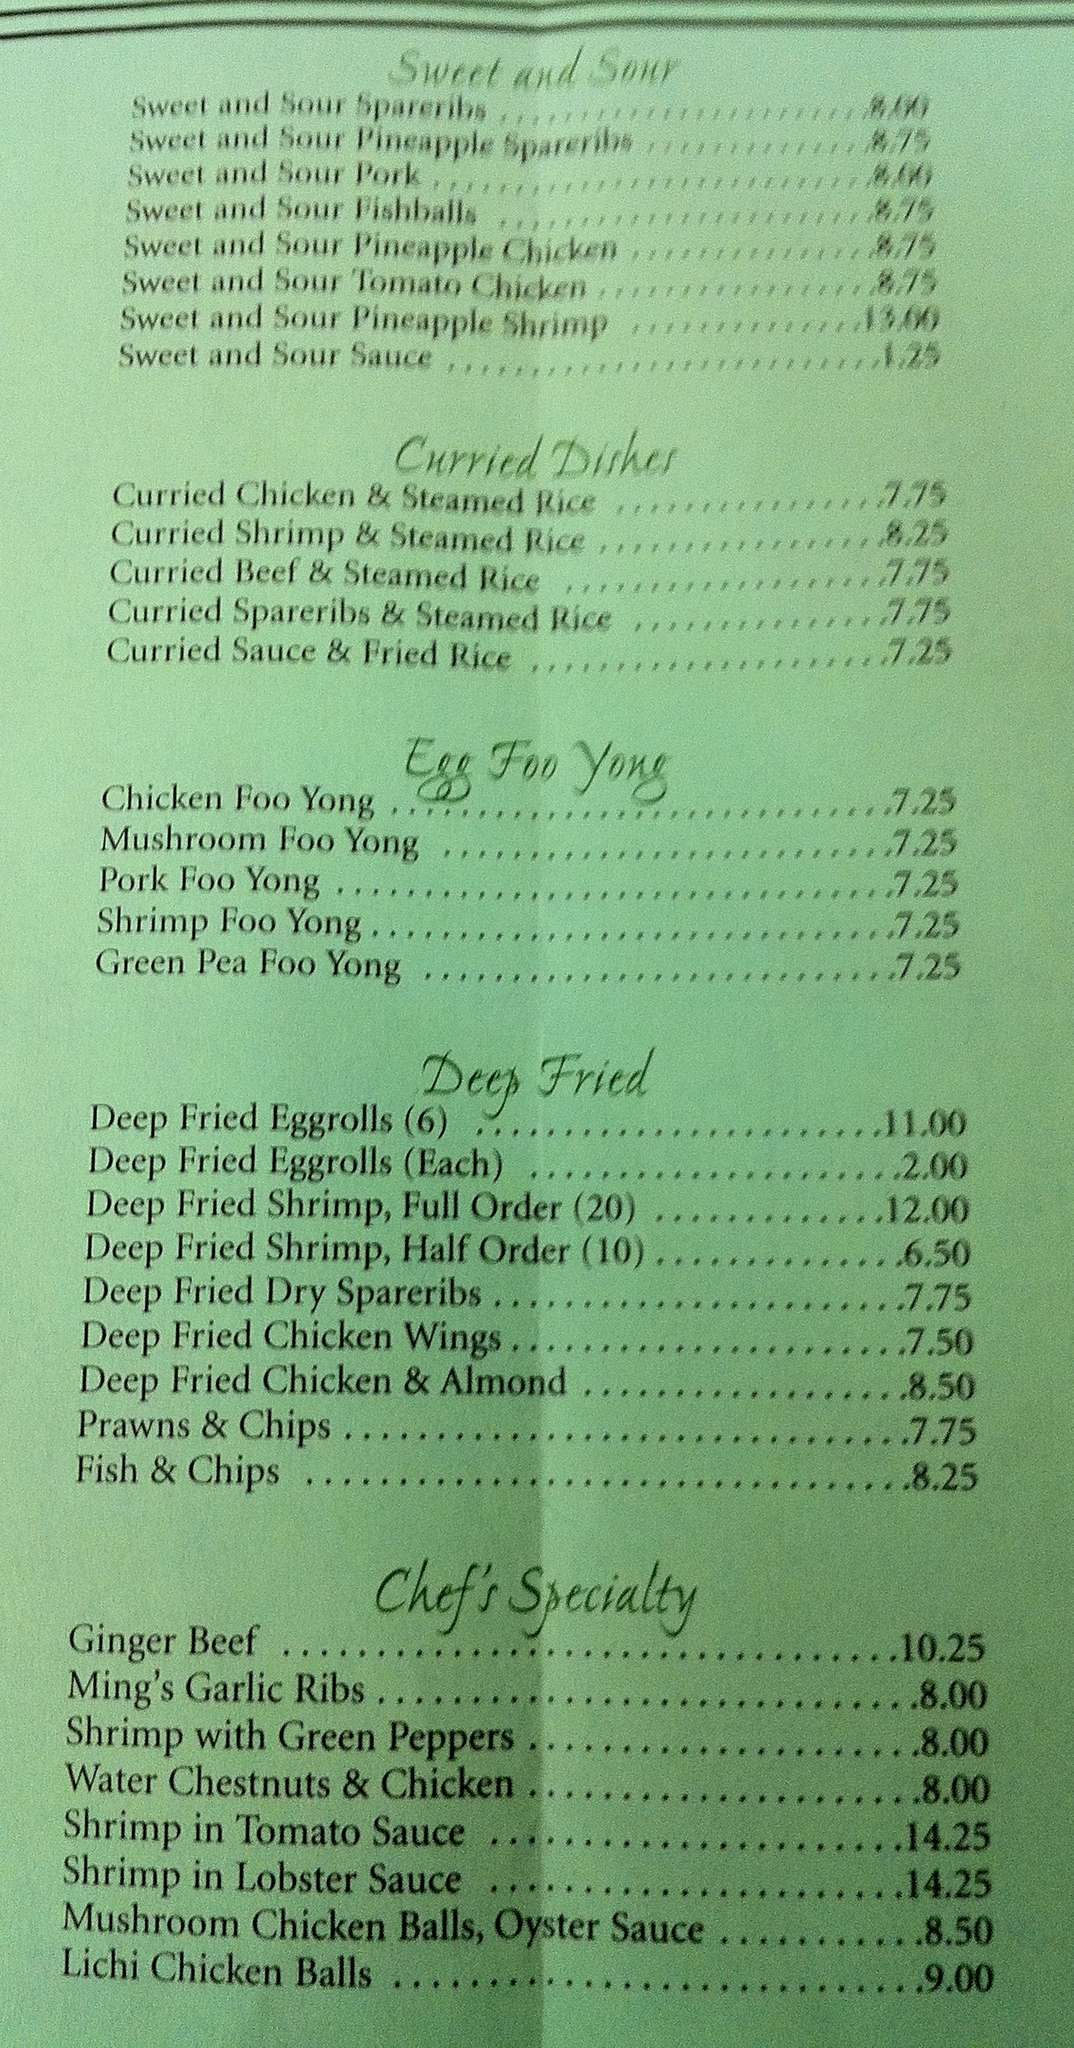 Sweet and Sour
Sweet and Sour Spareribs ........................ 8.00
Sweet and Sour Pineapple Spareribs ............... 8.75
Sweet and Sour Pork ............................. 8.00
Sweet and Sour Fishballs ........................ 8.75
Sweet and Sour Pineapple Chicken ................ 8.75
Sweet and Sour Tomato Chicken ................... 8.75
Sweet and Sour Pineapple Shrimp ................. 13.00
Sweet and Sour Sauce ............................ 1.25
Curried Dishes
Curried Chicken & Steamed Rice .................. 7.75
Curried Shrimp & Steamed Rice ................... 8.25
Curried Beef & Steamed Rice ..................... 7.75
Curried Spareribs & Steamed Rice ................ 7.75
Curried Sauce & Fried Rice ...................... 7.25
Egg Foo Yong
Chicken Foo Yong ................................ 7.25
Mushroom Foo Yong ............................... 7.25
Pork Foo Yong ................................... 7.25
Shrimp Foo Yong ................................. 7.25
Green Pea Foo Yong .............................. 7.25
Deep Fried
Deep Fried Eggrolls (6) ......................... 11.00
Deep Fried Eggrolls (Each) ...................... 2.00
Deep Fried Shrimp, Full Order (20) .............. 12.00
Deep Fried Shrimp, Half Order (10) .............. 6.50
Deep Fried Dry Spareribs ........................ 7.75
Deep Fried Chicken Wings ........................ 7.50
Deep Fried Chicken & Almond ..................... 8.50
Prawns & Chips .................................. 7.75
Fish & Chips .................................... 8.25
Chef's Specialty
Ginger Beef ..................................... 10.25
Ming's Garlic Ribs .............................. 8.00
Shrimp with Green Peppers ....................... 8.00
Water Chestnuts & Chicken ....................... 8.00
Shrimp in Tomato Sauce .......................... 14.25
Shrimp in Lobster Sauce ......................... 14.25
Mushroom Chicken Balls, Oyster Sauce ............ 8.50
Lichi Chicken Balls ............................. 9.00